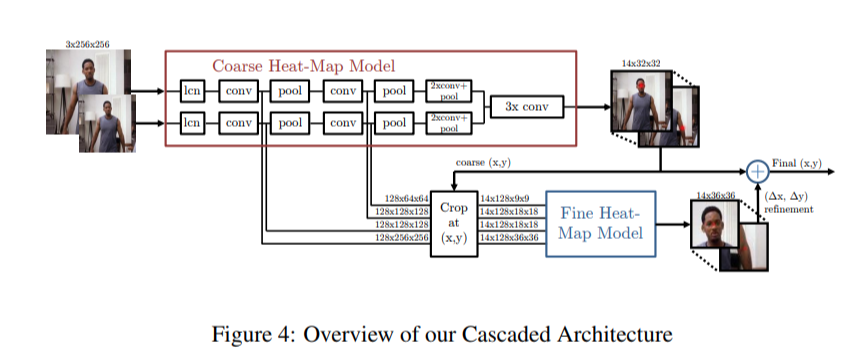 3x256x256
Coarse Heat-Map Model
lcn conv pool conv pool 2xconv+ pool
lcn conv pool conv pool 2xconv+ pool
3x conv
14x32x32
coarse (x,y)
Final (x,y)
128x64x64
128x128x128
128x128x128
128x256x256
Crop
at
(x,y)
14x128x9x9
14x128x18x18
14x128x18x18
14x128x36x36
Fine Heat-
Map Model
14x36x36
(Δx, Δy)
refinement
Figure 4: Overview of our Cascaded Architecture